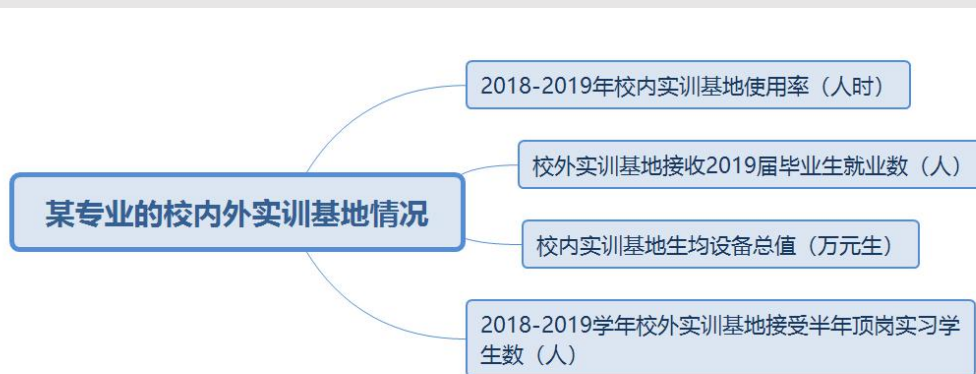 2018-2019年校内实训基地使用率（人时）
校外实训基地接收2019届毕业生就业数（人）
某专业的校内外实训基地情况
校内实训基地生均设备总值（万元生）
2018-2019学年校外实训基地接受半年顶岗实习学
生数（人）